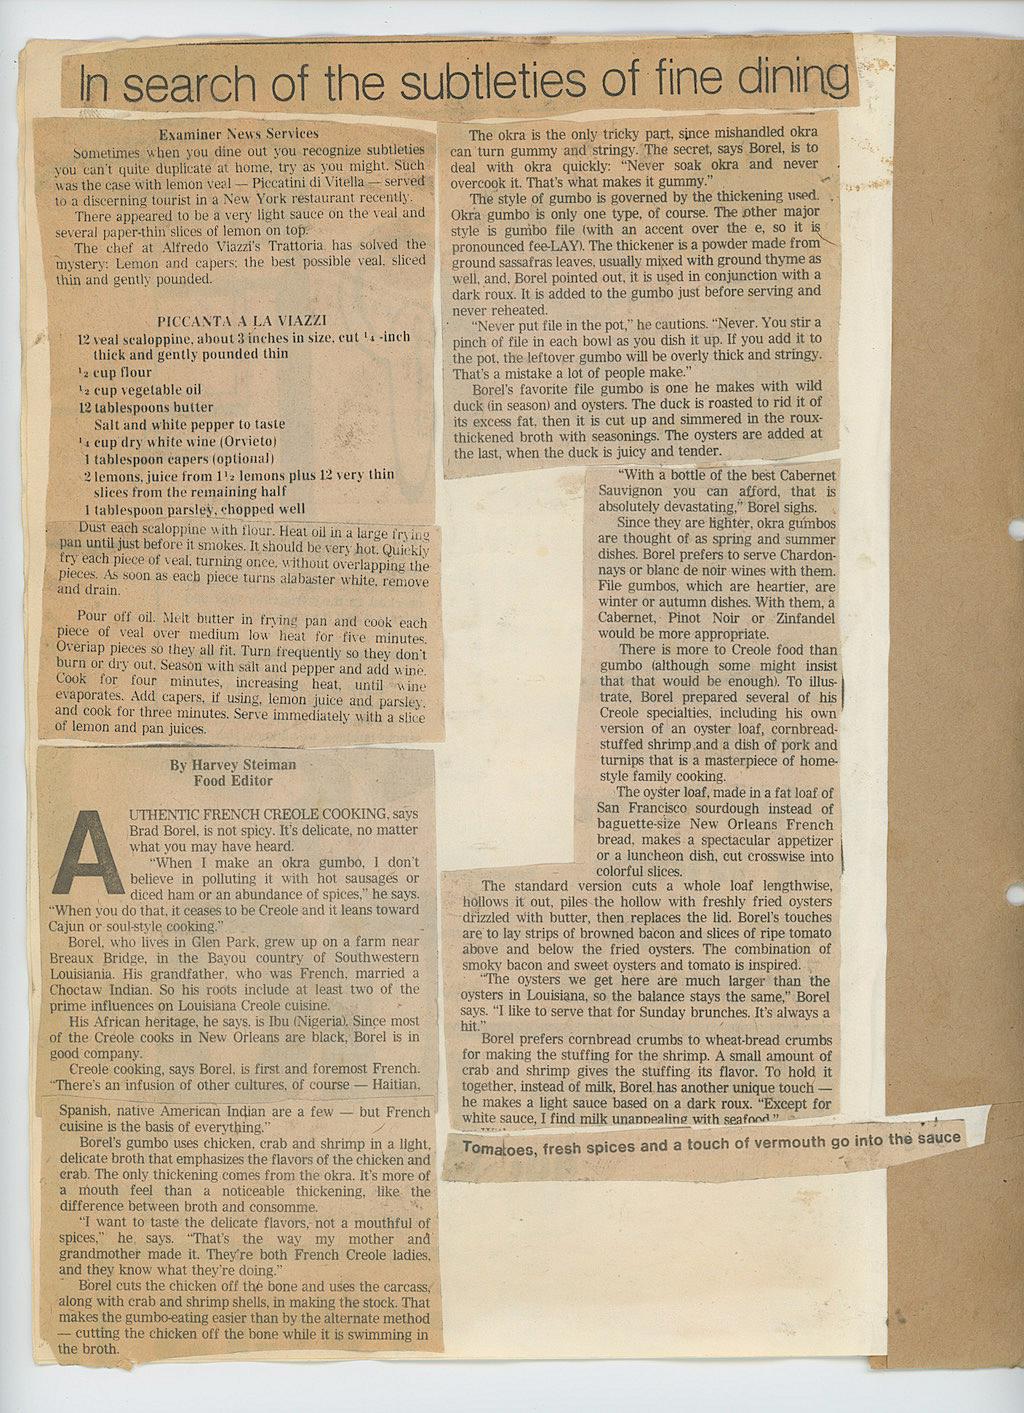 In search of the subtleties of fine dining
Examiner News Services
Sometimes when you dine out you recognize subtleties
you can't quite duplicate at home, try as you might. Such
was the case with lemon veal — Piccatini di Vitella — served
to a discerning tourist in a New York restaurant recently.
There appeared to be a very light sauce on the veal and
several paper-thin slices of lemon on top.
The chef at Alfredo Viazzi's Trattoria has solved the
mystery: Lemon and capers; the best possible veal, sliced
thin and gently pounded.
PICCANTA A LA VIAZZI
12 veal scaloppine, about 3 inches in size, cut ¼-inch
thick and gently pounded thin
½ cup flour
½ cup vegetable oil
12 tablespoons butter
Salt and white pepper to taste
¼ cup dry white wine (Orvieto)
1 tablespoon capers (optional)
2 lemons, juice from 1½ lemons plus 12 very thin
slices from the remaining half
1 tablespoon parsley, chopped well
Dust each scaloppine with flour. Heat oil in a large frying
pan until just before it smokes. It should be very hot. Quickly
fry each piece of veal, turning once, without overlapping the
pieces. As soon as each piece turns alabaster white, remove
and drain.
Pour off oil. Melt butter in frying pan and cook each
piece of veal over medium low heat for five minutes.
Overlap pieces so they all fit. Turn frequently so they don't
burn or dry out. Season with salt and pepper and add wine.
Cook for four minutes, increasing heat, until wine
evaporates. Add capers, if using, lemon juice and parsley,
and cook for three minutes. Serve immediately with a slice
of lemon and pan juices.
By Harvey Steiman
Food Editor
AUTHENTIC FRENCH CREOLE COOKING, says
Brad Borel, is not spicy. It's delicate, no matter
what you may have heard.
"When I make an okra gumbo, I don't
believe in polluting it with hot sausages or
diced ham or an abundance of spices," he says.
"When you do that, it ceases to be Creole and it leans toward
Cajun or soul-style cooking."
Borel, who lives in Glen Park, grew up on a farm near
Breaux Bridge, in the Bayou country of Southwestern
Louisiana. His grandfather, who was French, married a
Choctaw Indian. So his roots include at least two of the
prime influences on Louisiana Creole cuisine.
His African heritage, he says, is Ibu (Nigeria). Since most
of the Creole cooks in New Orleans are black, Borel is in
good company.
Creole cooking, says Borel, is first and foremost French.
"There's an infusion of other cultures, of course — Haitian,
Spanish, native American Indian are a few — but French
cuisine is the basis of everything."
Borel's gumbo uses chicken, crab and shrimp in a light,
delicate broth that emphasizes the flavors of the chicken and
crab. The only thickening comes from the okra. It's more of
a mouth feel than a noticeable thickening, like the
difference between broth and consomme.
"I want to taste the delicate flavors, not a mouthful of
spices," he says. "That's the way my mother and
grandmother made it. They're both French Creole ladies,
and they know what they're doing."
Borel cuts the chicken off the bone and uses the carcass,
along with crab and shrimp shells, in making the stock. That
makes the gumbo-eating easier than by the alternate method
— cutting the chicken off the bone while it is swimming in
the broth.
The okra is the only tricky part, since mishandled okra
can turn gummy and stringy. The secret, says Borel, is to
deal with okra quickly: "Never soak okra and never
overcook it. That's what makes it gummy."
The style of gumbo is governed by the thickening used.
Okra gumbo is only one type, of course. The other major
style is gumbo file (with an accent over the e, so it is
pronounced fee-LAY). The thickener is a powder made from
ground sassafras leaves, usually mixed with ground thyme as
well, and, Borel pointed out, it is used in conjunction with a
dark roux. It is added to the gumbo just before serving and
never reheated.
"Never put file in the pot," he cautions. "Never. You stir a
pinch of file in each bowl as you dish it up. If you add it to
the pot, the leftover gumbo will be overly thick and stringy.
That's a mistake a lot of people make."
Borel's favorite file gumbo is one he makes with wild
duck (in season) and oysters. The duck is roasted to rid it of
its excess fat, then it is cut up and simmered in the roux-
thickened broth with seasonings. The oysters are added at
the last, when the duck is juicy and tender.
"With a bottle of the best Cabernet
Sauvignon you can afford, that is
absolutely devastating," Borel sighs.
Since they are lighter, okra gumbos
are thought of as spring and summer
dishes. Borel prefers to serve Chardon-
nays or blanc de noir wines with them.
File gumbos, which are heartier, are
winter or autumn dishes. With them, a
Cabernet, Pinot Noir or Zinfandel
would be more appropriate.
There is more to Creole food than
gumbo (although some might insist
that that would be enough). To illus-
trate, Borel prepared several of his
Creole specialties, including his own
version of an oyster loaf, cornbread-
stuffed shrimp and a dish of pork and
turnips that is a masterpiece of home-
style family cooking.
The oyster loaf, made in a fat loaf of
San Francisco sourdough instead of
baguette-size New Orleans French
bread, makes a spectacular appetizer
or a luncheon dish, cut crosswise into
colorful slices.
The standard version cuts a whole loaf lengthwise,
hollows it out, piles the hollow with freshly fried oysters
drizzled with butter, then replaces the lid. Borel's touches
are to lay strips of browned bacon and slices of ripe tomato
above and below the fried oysters. The combination of
smoky bacon and sweet oysters and tomato is inspired.
"The oysters we get here are much larger than the
oysters in Louisiana, so the balance stays the same," Borel
says. "I like to serve that for Sunday brunches. It's always a
hit."
Borel prefers cornbread crumbs to wheat-bread crumbs
for making the stuffing for the shrimp. A small amount of
crab and shrimp gives the stuffing its flavor. To hold it
together, instead of milk, Borel has another unique touch —
he makes a light sauce based on a dark roux. "Except for
white sauce, I find milk unappealing with seafood."
Tomatoes, fresh spices and a touch of vermouth go into the sauce